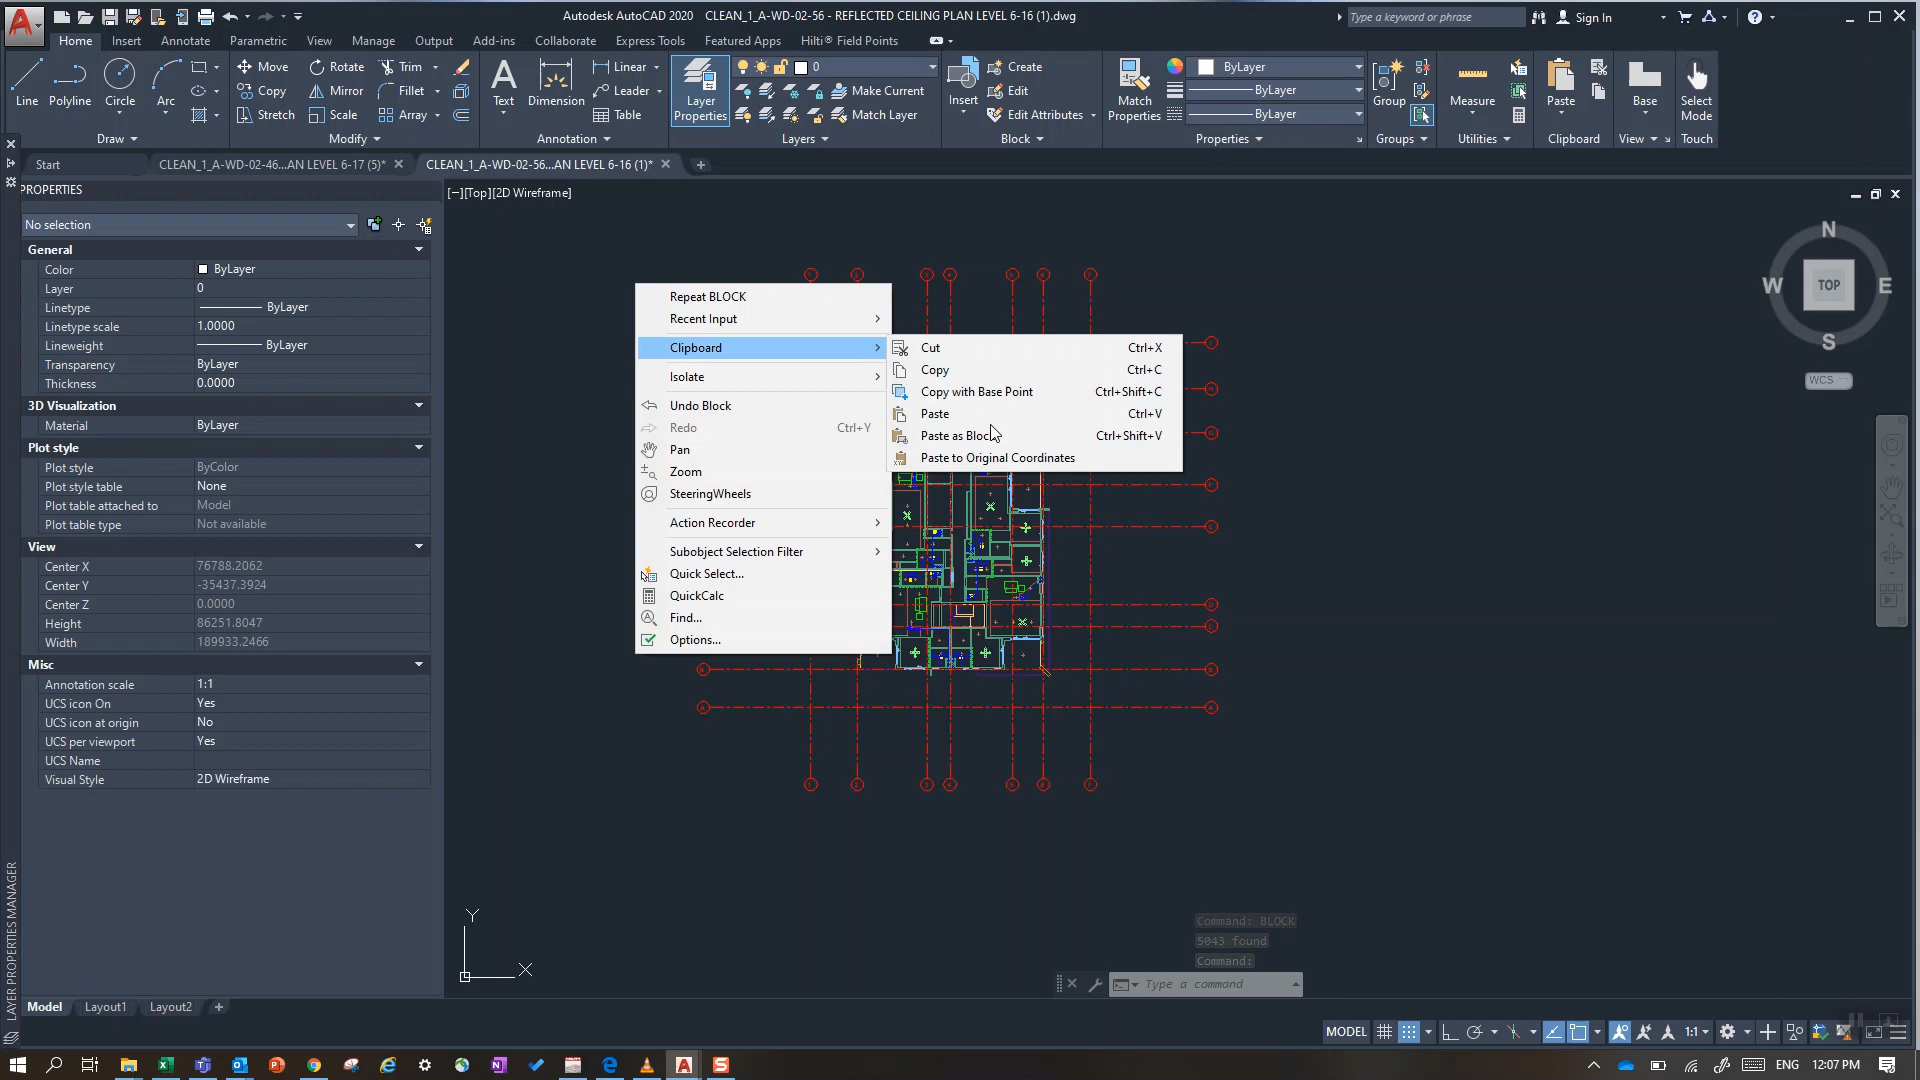 Autodesk AutoCAD 2020 CLEAN_1_A-WD-02-56 - REFLECTED CEILING PLAN LEVEL 6-16 (1).dwg
Type a keyword or phrase
Sign In
Home Insert Annotate Parametric View Manage Output Add-ins Collaborate Express Tools Featured Apps Hilti® Field Points
Line Polyline Circle Arc
Move Rotate Trim
Copy Mirror Fillet
Stretch Scale Array
Text Dimension
Linear
Leader
Table
Layer Properties
0
Make Current
Match Layer
Insert
Create
Edit
Edit Attributes
Match Properties
ByLayer
ByLayer
ByLayer
Group Measure Paste Base Select Mode
Draw Modify Annotation Layers Block Properties Groups Utilities Clipboard View Touch
Start CLEAN_1_A-WD-02-46...AN LEVEL 6-17 (5)* CLEAN_1_A-WD-02-56...AN LEVEL 6-16 (1)*
PROPERTIES
No selection
General
Color ByLayer
Layer 0
Linetype ByLayer
Linetype scale 1.0000
Lineweight ByLayer
Transparency ByLayer
Thickness 0.0000
3D Visualization
Material ByLayer
Plot style
Plot style ByColor
Plot style table None
Plot table attached to Model
Plot table type Not available
View
Center X 76788.2062
Center Y -35437.3924
Center Z 0.0000
Height 86251.8047
Width 189933.2466
Misc
Annotation scale 1:1
UCS icon On Yes
UCS icon at origin No
UCS per viewport Yes
UCS Name
Visual Style 2D Wireframe
LAYER PROPERTIES MANAGER
[−][Top][2D Wireframe]
Repeat BLOCK
Recent Input
Clipboard
Isolate
Undo Block
Redo Ctrl+Y
Pan
Zoom
SteeringWheels
Action Recorder
Subobject Selection Filter
Quick Select...
QuickCalc
Find...
Options...
Cut Ctrl+X
Copy Ctrl+C
Copy with Base Point Ctrl+Shift+C
Paste Ctrl+V
Paste as Block Ctrl+Shift+V
Paste to Original Coordinates
N
W TOP E
S
WCS
Y
X
Command: BLOCK
5043 found
Command:
Type a command
Model Layout1 Layout2
MODEL 1:1
ENG 12:07 PM